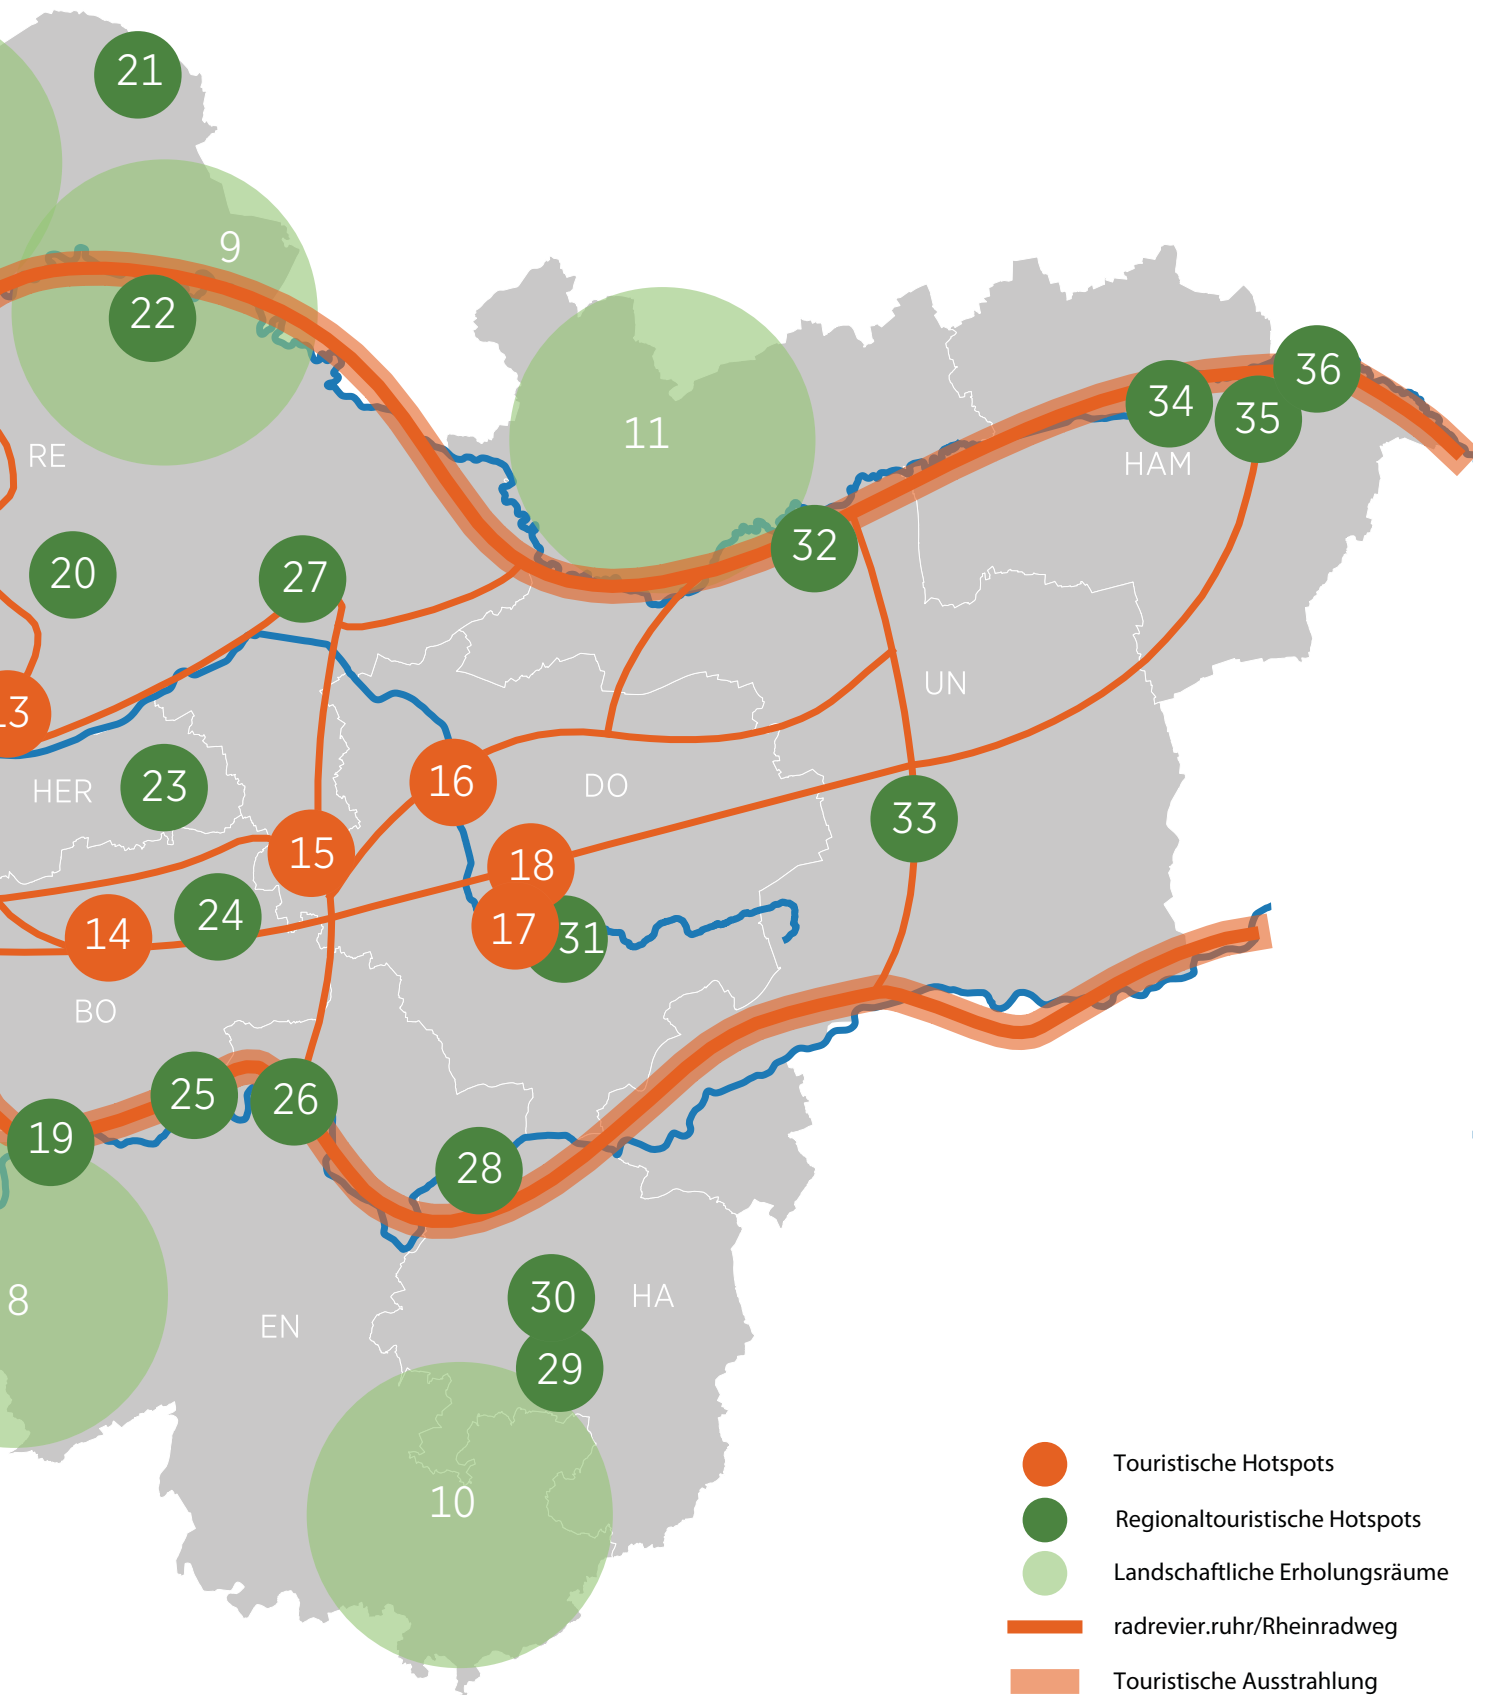 21
9
22
11
36
34
35
RE
HAM
32
20
27
UN
13
16
DO
HER
23
33
15
18
24
14
17
31
BO
25
26
19
28
30
HA
8
EN
29
10
Touristische Hotspots
Regionaltouristische Hotspots
Landschaftliche Erholungsräume
radrevier.ruhr/Rheinradweg
Touristische Ausstrahlung